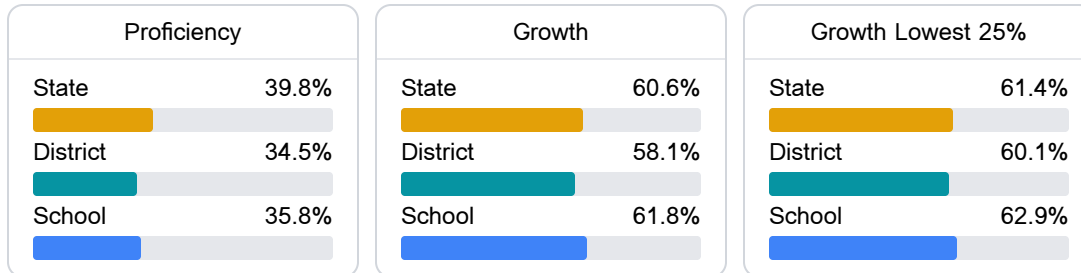 Proficiency
State 39.8%
District 34.5%
School 35.8%
Growth
State 60.6%
District 58.1%
School 61.8%
Growth Lowest 25%
State 61.4%
District 60.1%
School 62.9%